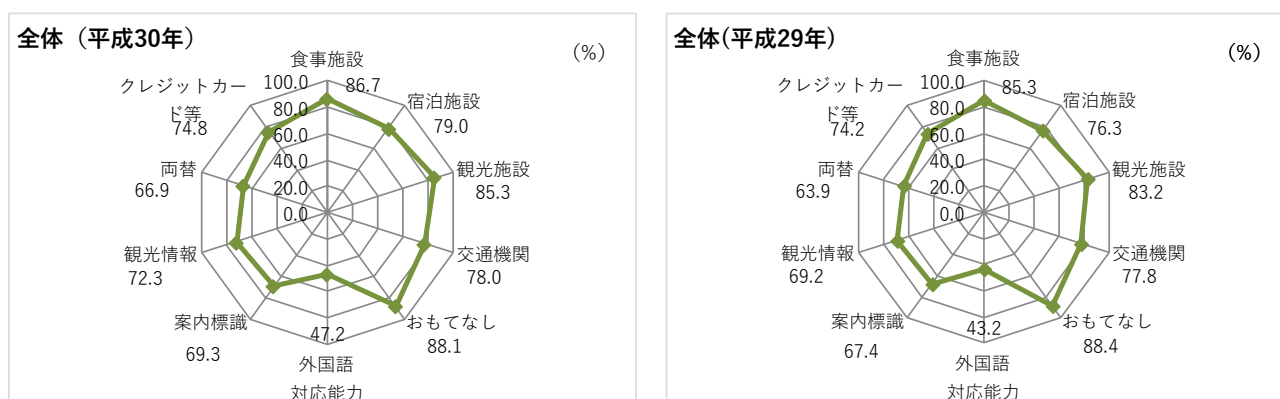 全体（平成30年）
（%）
食事施設
86.7
宿泊施設
79.0
観光施設
85.3
交通機関
78.0
おもてなし
88.1
47.2
外国語
対応能力
案内標識
69.3
観光情報
72.3
両替
66.9
クレジットカー
ド等
74.8
100.0
80.0
60.0
40.0
20.0
0.0
全体(平成29年)
（%）
食事施設
85.3
宿泊施設
76.3
観光施設
83.2
交通機関
77.8
おもてなし
88.4
43.2
外国語
対応能力
案内標識
67.4
観光情報
69.2
両替
63.9
クレジットカー
ド等
74.2
100.0
80.0
60.0
40.0
20.0
0.0